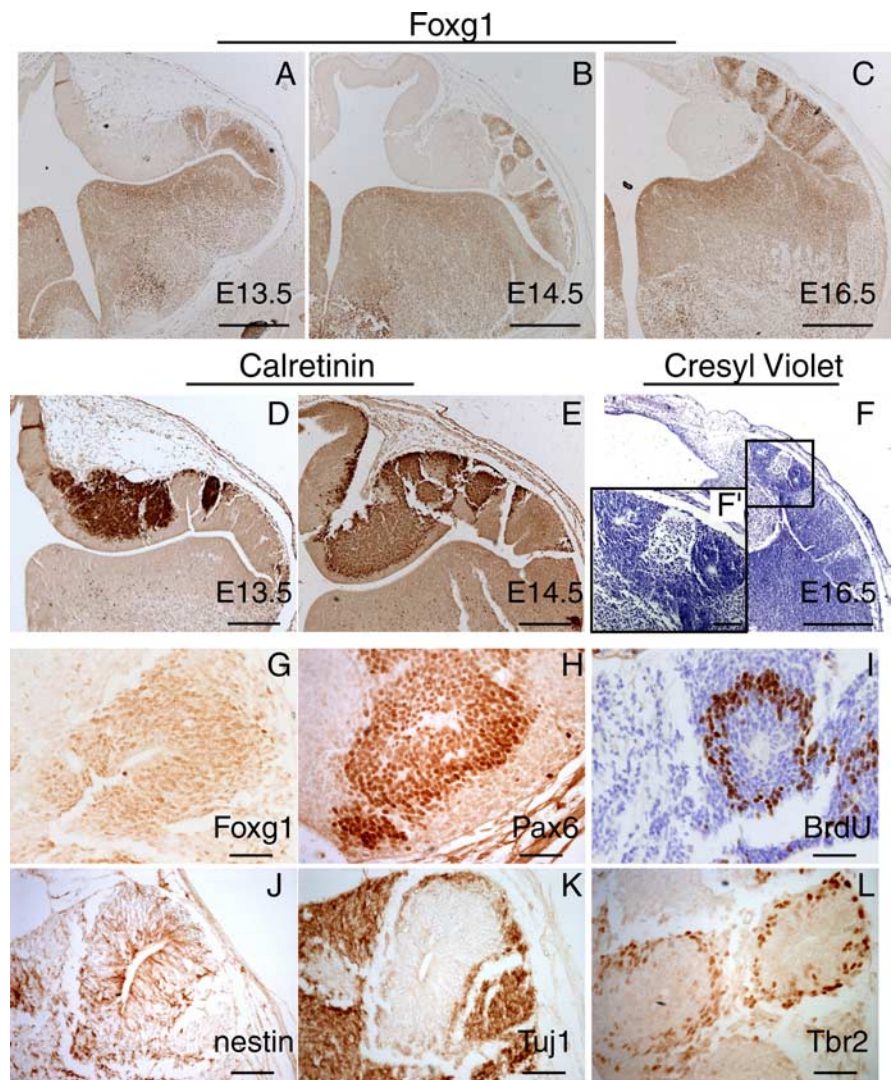 Foxg1
A
B
C
E13.5
E14.5
E16.5
Calretinin
Cresyl Violet
D
E
F
F'
E13.5
E14.5
E16.5
G
H
I
Foxg1
Pax6
BrdU
J
K
L
nestin
Tuj1
Tbr2